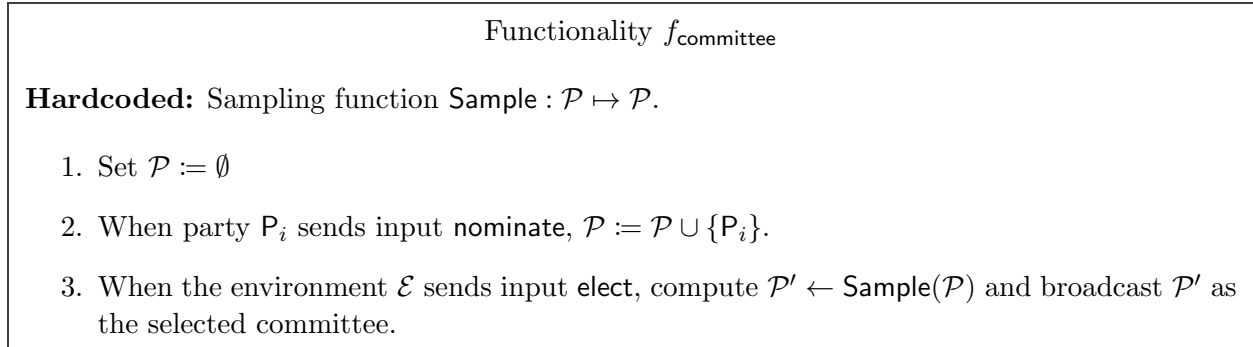 Functionality f_committee
Hardcoded: Sampling function Sample : 𝒫 ↦ 𝒫.
1. Set 𝒫 := ∅
2. When party P_i sends input nominate, 𝒫 := 𝒫 ∪ {P_i}.
3. When the environment ℰ sends input elect, compute 𝒫′ ← Sample(𝒫) and broadcast 𝒫′ as
the selected committee.